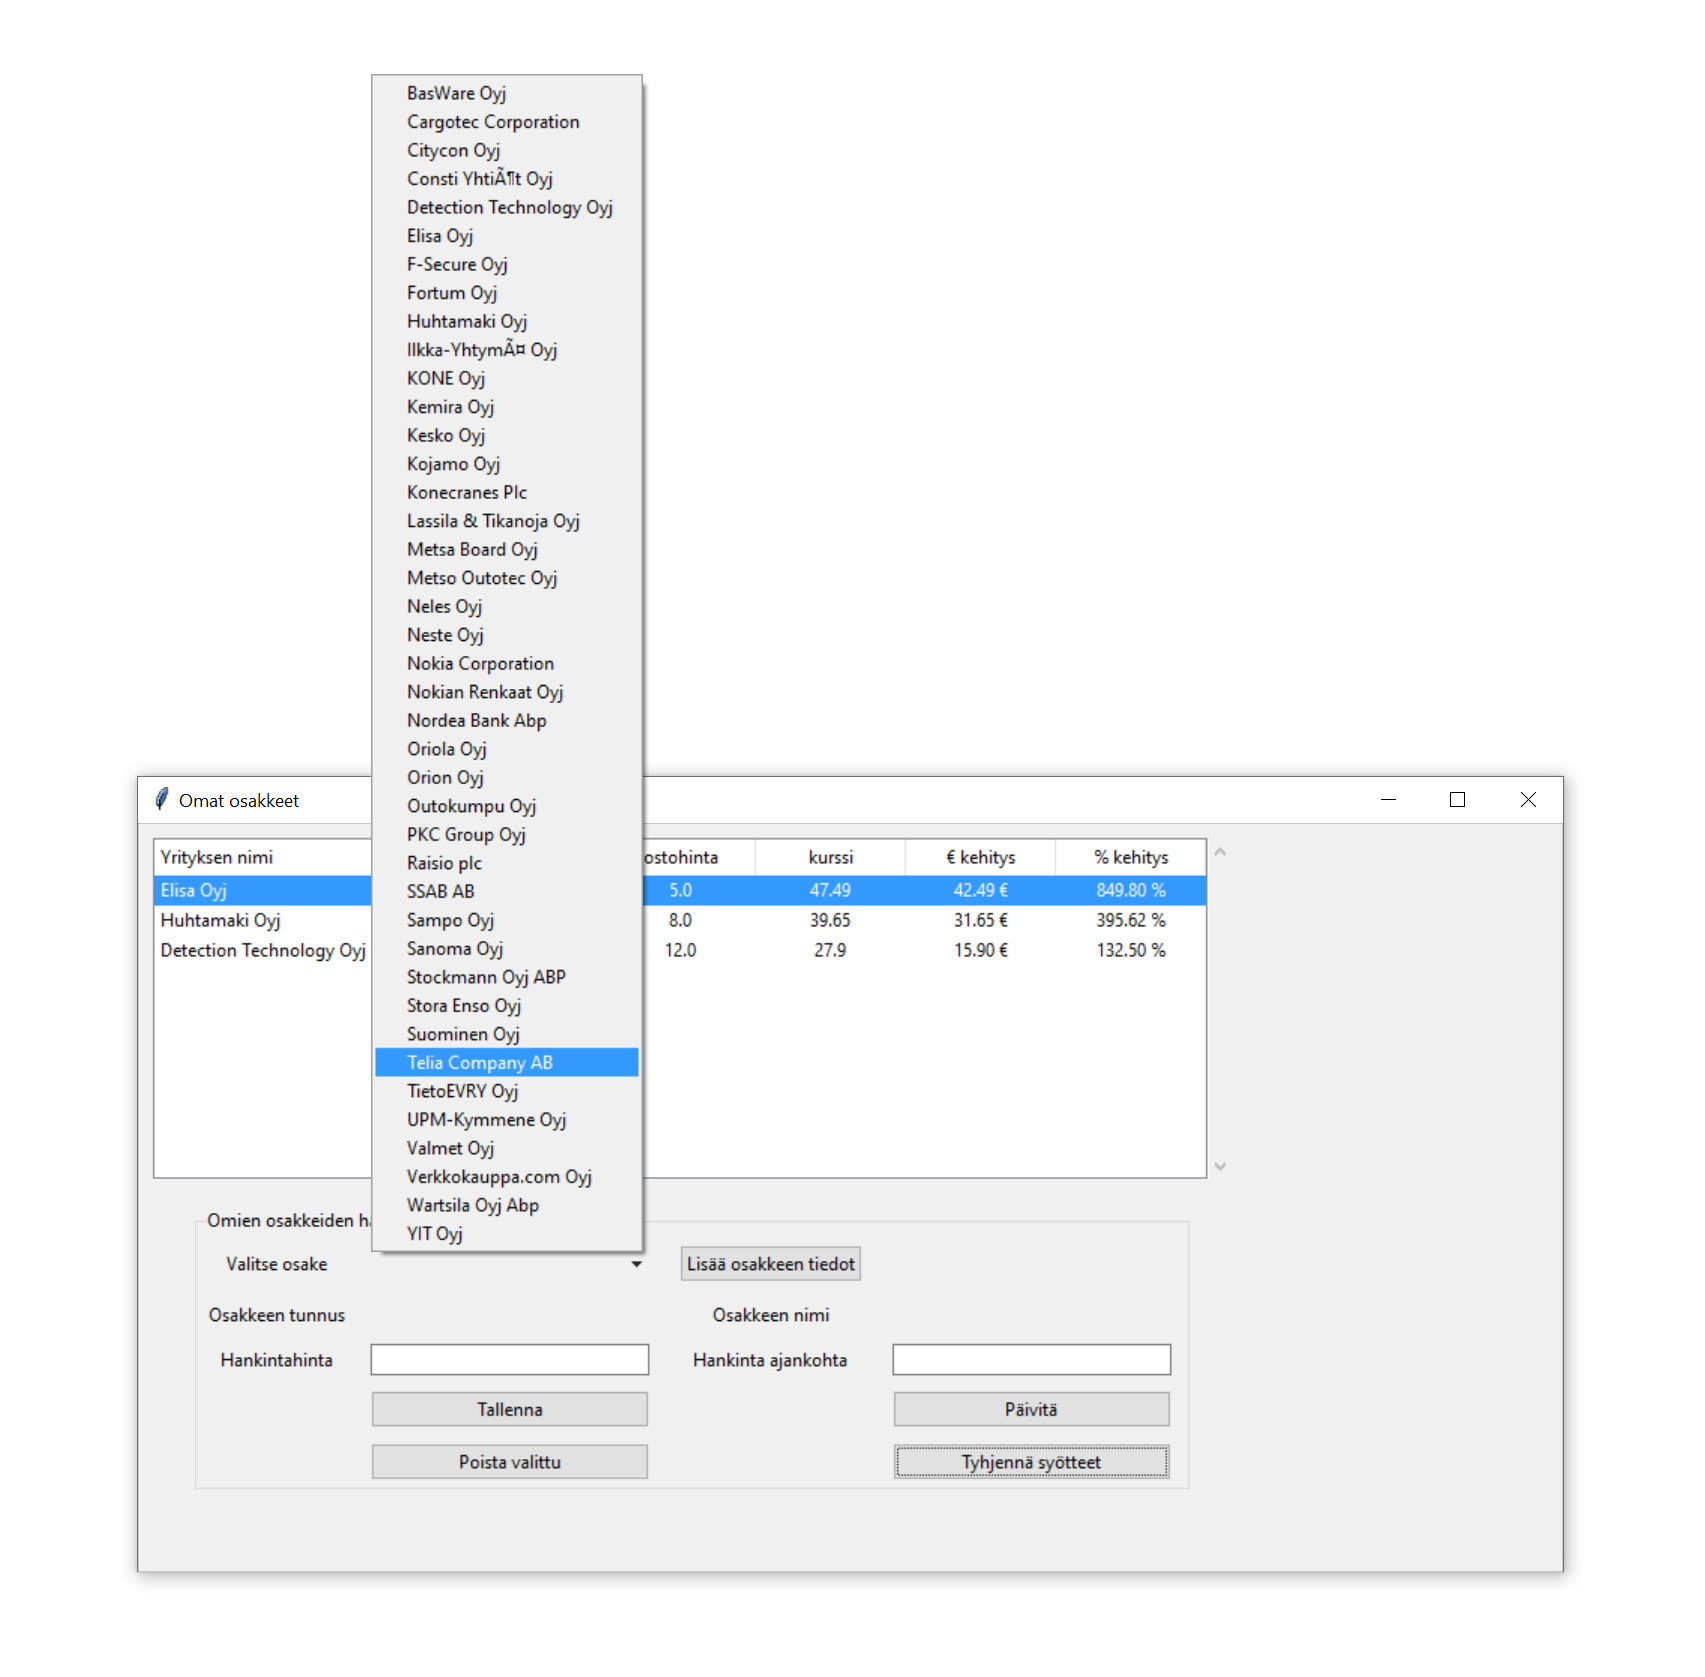 BasWare Oyj
Cargotec Corporation
Citycon Oyj
Consti YhtiÃ¶t Oyj
Detection Technology Oyj
Elisa Oyj
F-Secure Oyj
Fortum Oyj
Huhtamaki Oyj
Ilkka-YhtymÃ¤ Oyj
KONE Oyj
Kemira Oyj
Kesko Oyj
Kojamo Oyj
Konecranes Plc
Lassila & Tikanoja Oyj
Metsa Board Oyj
Metso Outotec Oyj
Neles Oyj
Neste Oyj
Nokia Corporation
Nokian Renkaat Oyj
Nordea Bank Abp
Oriola Oyj
Orion Oyj
Outokumpu Oyj
PKC Group Oyj
Raisio plc
SSAB AB
Sampo Oyj
Sanoma Oyj
Stockmann Oyj ABP
Stora Enso Oyj
Suominen Oyj
Telia Company AB
TietoEVRY Oyj
UPM-Kymmene Oyj
Valmet Oyj
Verkkokauppa.com Oyj
Wartsila Oyj Abp
YIT Oyj
Omat osakkeet
Yrityksen nimi ostohinta kurssi € kehitys % kehitys
Elisa Oyj 5.0 47.49 42.49 € 849.80 %
Huhtamaki Oyj 8.0 39.65 31.65 € 395.62 %
Detection Technology Oyj 12.0 27.9 15.90 € 132.50 %
Omien osakkeiden
Valitse osake Lisää osakkeen tiedot
Osakkeen tunnus Osakkeen nimi
Hankintahinta Hankinta ajankohta
Tallenna Päivitä
Poista valittu Tyhjennä syötteet